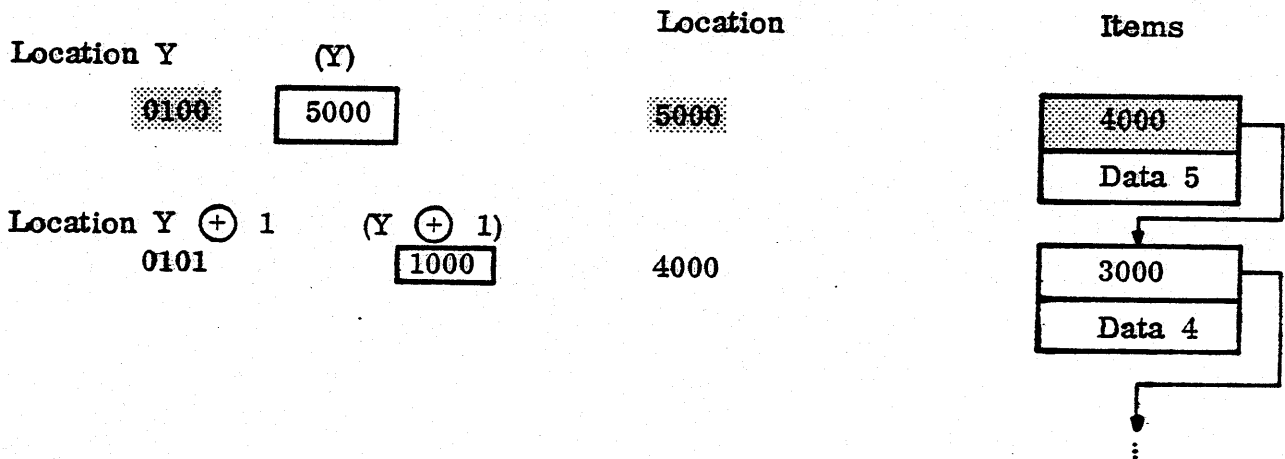 Location Items
Location Y (Y)
0100 5000 5000 4000
Data 5
Location Y ⊕ 1 (Y ⊕ 1)
0101 1000 4000 3000
Data 4
⋮